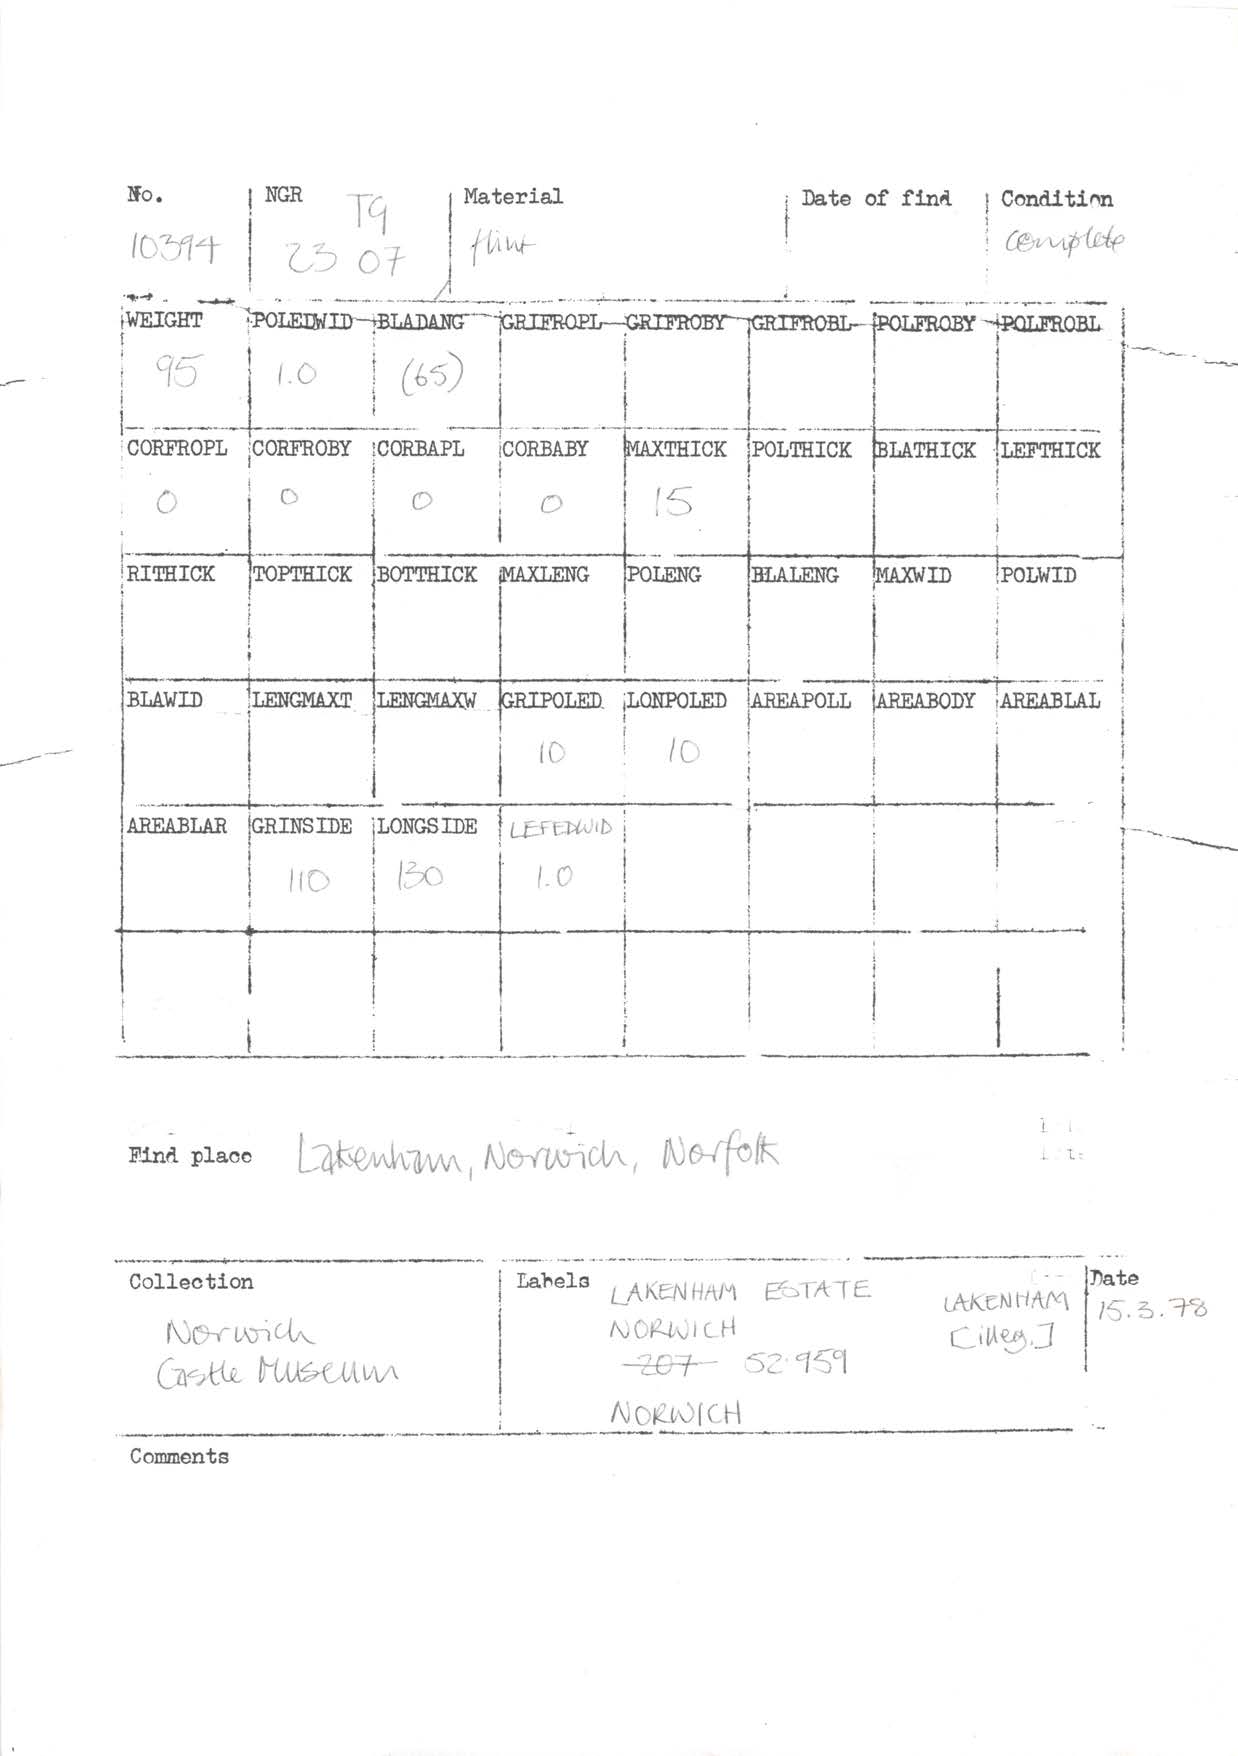 No. NGR Material Date of find Condition
TG
10394 23 07 flint complete
WEIGHT POLEDWID BLADANG GRIFROPL GRIFROBY GRIFROBL POLFROBY POLFROBL
95 1.0 (65)
CORFROPL CORFROBY CORBAPL CORBABY MAXTHICK POLTHICK BLATHICK LEFTHICK
0 0 0 0 15
RITHICK TOPTHICK BOTTHICK MAXLENG POLENG BLALENG MAXWID POLWID
BLAWID LENGMAXT LENGMAXW GRIPOLED LONPOLED AREAPOLL AREABODY AREABLAL
10 10
AREABLAR GRINSIDE LONGSIDE LEFEDWID
110 130 1.0
Find place Lakenham, Norwich, Norfolk
Collection Labels LAKENHAM ESTATE LAKENHAM Date
Norwich NORWICH [illeg.] 15.3.78
Castle Museum 207 52.959
NORWICH
Comments